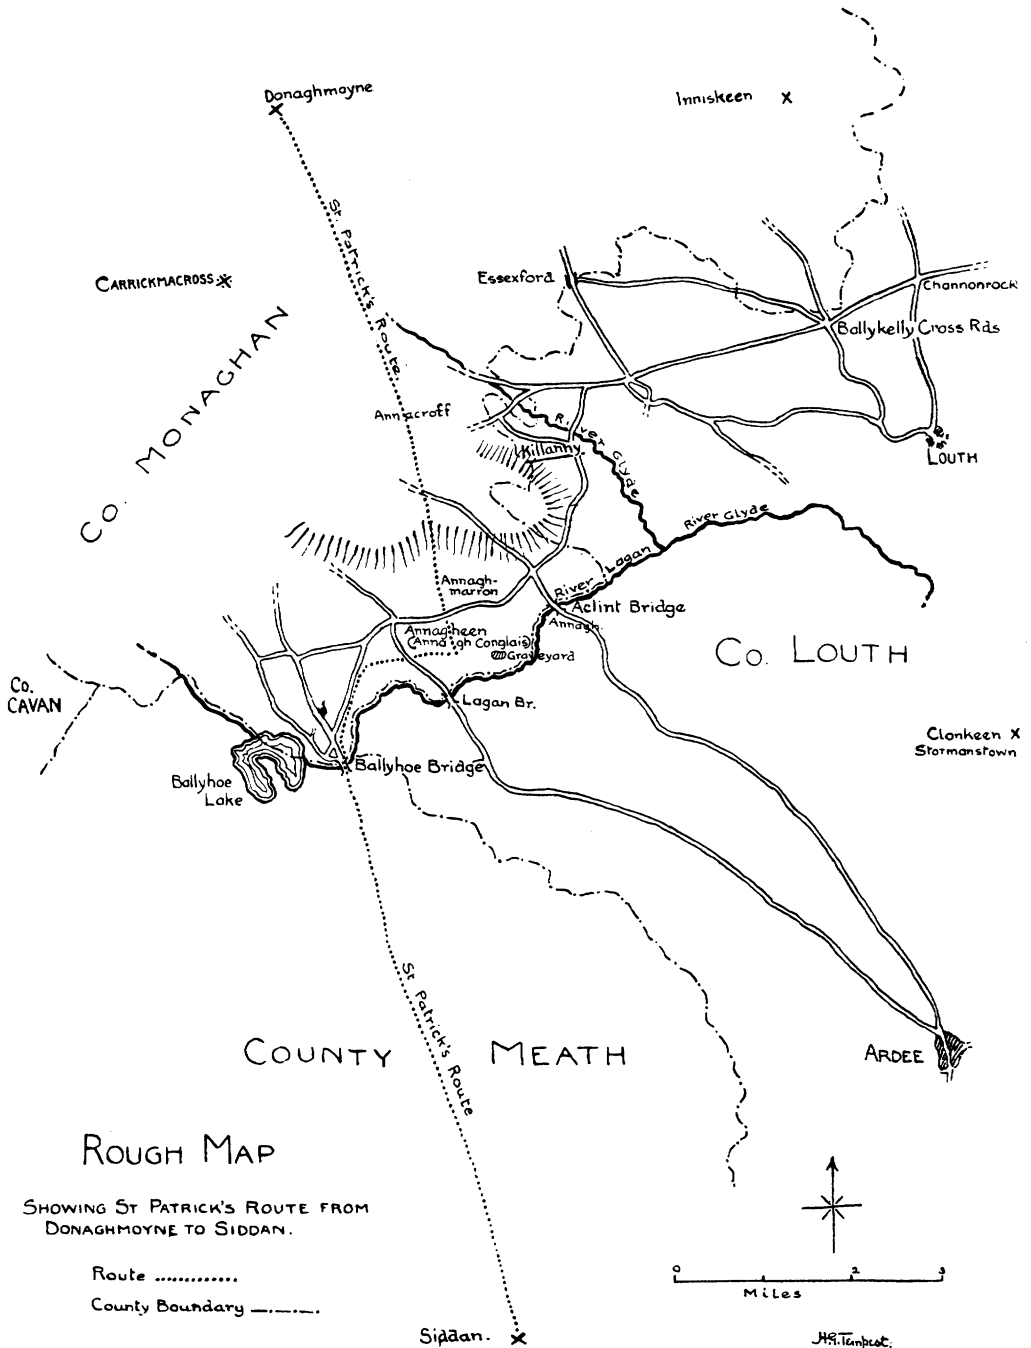 Donaghmoyne
Inniskeen
St. Patrick's Route
CARRICKMACROSS
Essexford
Channonrock
Ballykelly Cross Rds
CO. MONAGHAN
Annacroff
River Glyde
Killanny
LOUTH
River Glyde
River Lagan
Annagh-
marron
Aclint Bridge
Annagh.
Annagheen
(Annagh Conglais)
Graveyard
CO. LOUTH
Co.
CAVAN
Lagan Br.
Clonkeen
Stormanstown
Ballyhoe Bridge
Ballyhoe
Lake
St Patrick's Route
COUNTY MEATH
ARDEE
ROUGH MAP
SHOWING ST PATRICK'S ROUTE FROM
DONAGHMOYNE TO SIDDAN.
Route
County Boundary
0 2 3
Miles
Siddan.
H.G. Tempest.